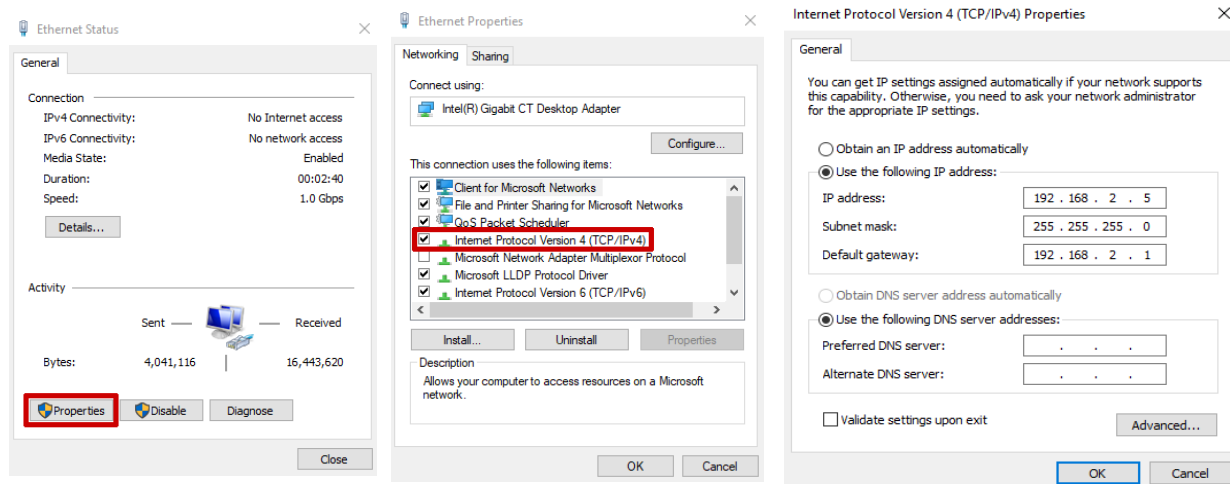 Ethernet Status
General
Connection
IPv4 Connectivity: No Internet access
IPv6 Connectivity: No network access
Media State: Enabled
Duration: 00:02:40
Speed: 1.0 Gbps
Details...
Activity
Sent Received
Bytes: 4,041,116 16,443,620
Properties Disable Diagnose
Close
Ethernet Properties
Networking Sharing
Connect using:
Intel(R) Gigabit CT Desktop Adapter
Configure...
This connection uses the following items:
Client for Microsoft Networks
File and Printer Sharing for Microsoft Networks
QoS Packet Scheduler
Internet Protocol Version 4 (TCP/IPv4)
Microsoft Network Adapter Multiplexor Protocol
Microsoft LLDP Protocol Driver
Internet Protocol Version 6 (TCP/IPv6)
Install... Uninstall Properties
Description
Allows your computer to access resources on a Microsoft
network.
OK Cancel
Internet Protocol Version 4 (TCP/IPv4) Properties
General
You can get IP settings assigned automatically if your network supports
this capability. Otherwise, you need to ask your network administrator
for the appropriate IP settings.
Obtain an IP address automatically
Use the following IP address:
IP address: 192 . 168 . 2 . 5
Subnet mask: 255 . 255 . 255 . 0
Default gateway: 192 . 168 . 2 . 1
Obtain DNS server address automatically
Use the following DNS server addresses:
Preferred DNS server: . . .
Alternate DNS server: . . .
Validate settings upon exit
Advanced...
OK Cancel